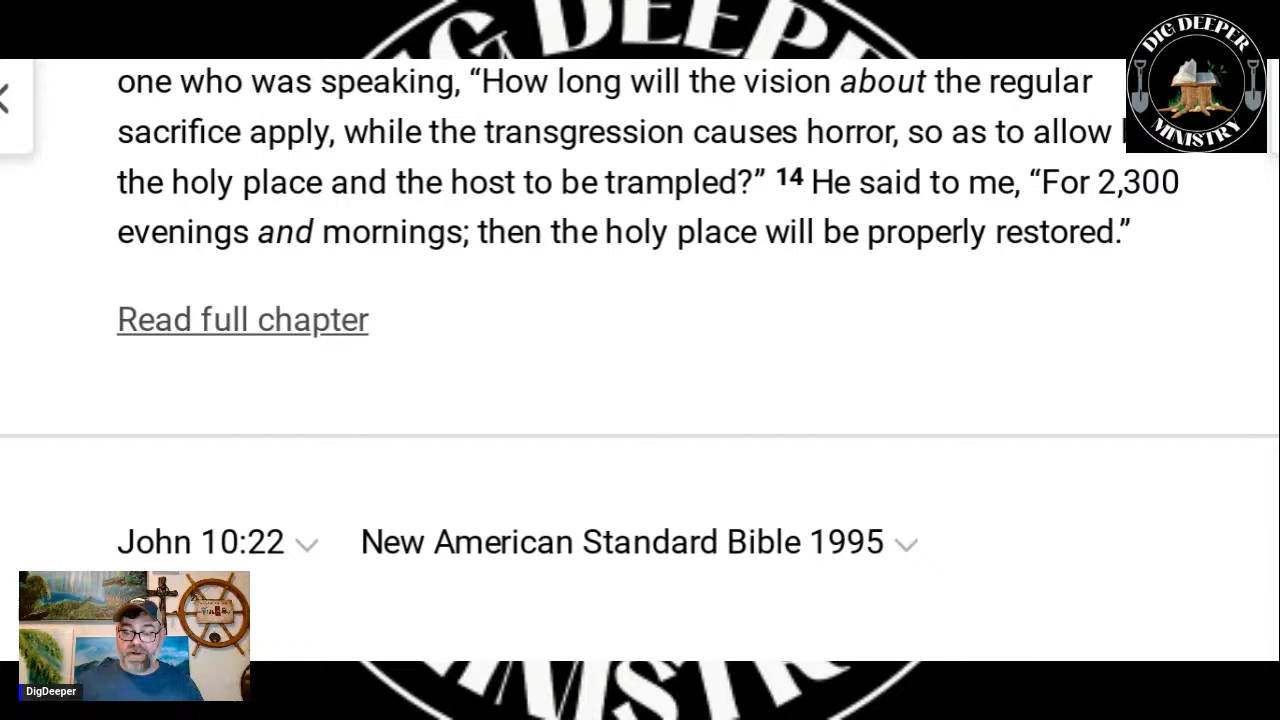 DIG DEEPER
DIG DEEPER
MINISTRY
one who was speaking, “How long will the vision about the regular
sacrifice apply, while the transgression causes horror, so as to allow
the holy place and the host to be trampled?” 14 He said to me, “For 2,300
evenings and mornings; then the holy place will be properly restored.”
Read full chapter
John 10:22
New American Standard Bible 1995
DigDeeper
MINISTRY